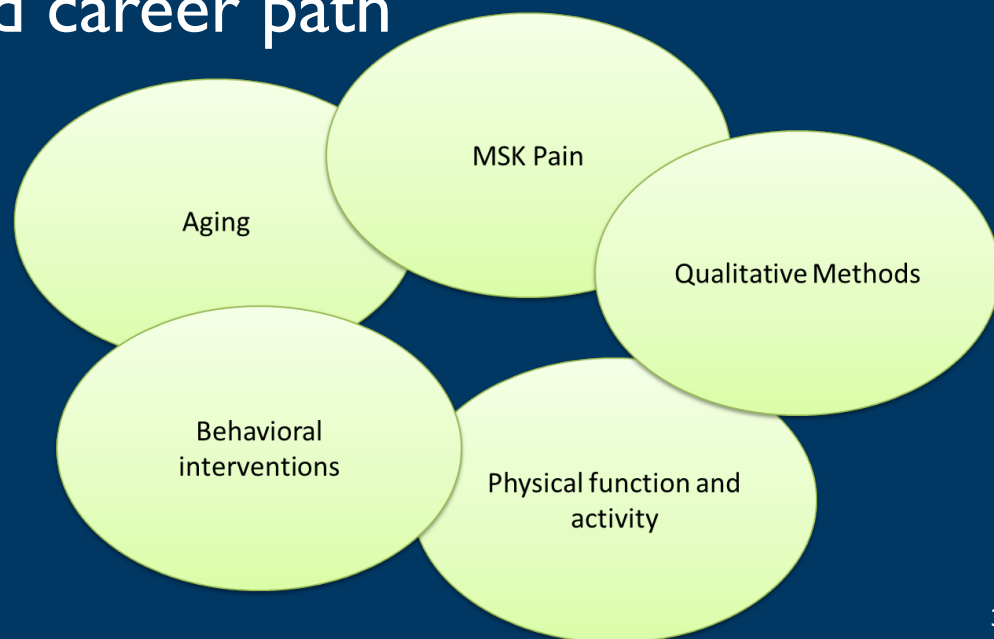 career path
MSK Pain
Aging
Qualitative Methods
Behavioral
interventions
Physical function and
activity